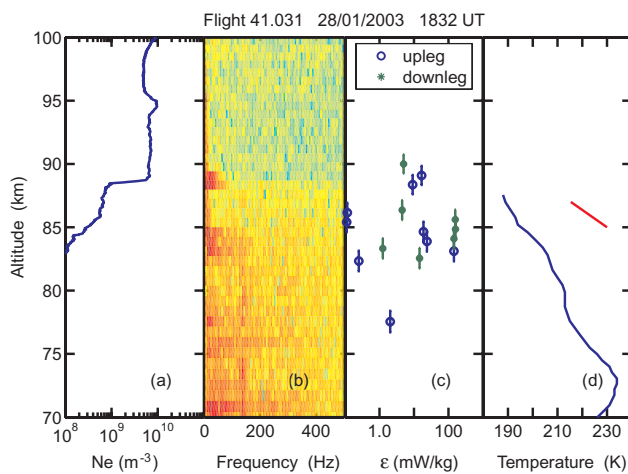 Flight 41.031 28/01/2003 1832 UT
100
95
90
85
80
75
70
Altitude (km)
upleg
downleg
(a)
(b)
(c)
(d)
10^8 10^9 10^10
0 200 400
1.0 100
190 210 230
Ne (m^-3)
Frequency (Hz)
ε (mW/kg)
Temperature (K)